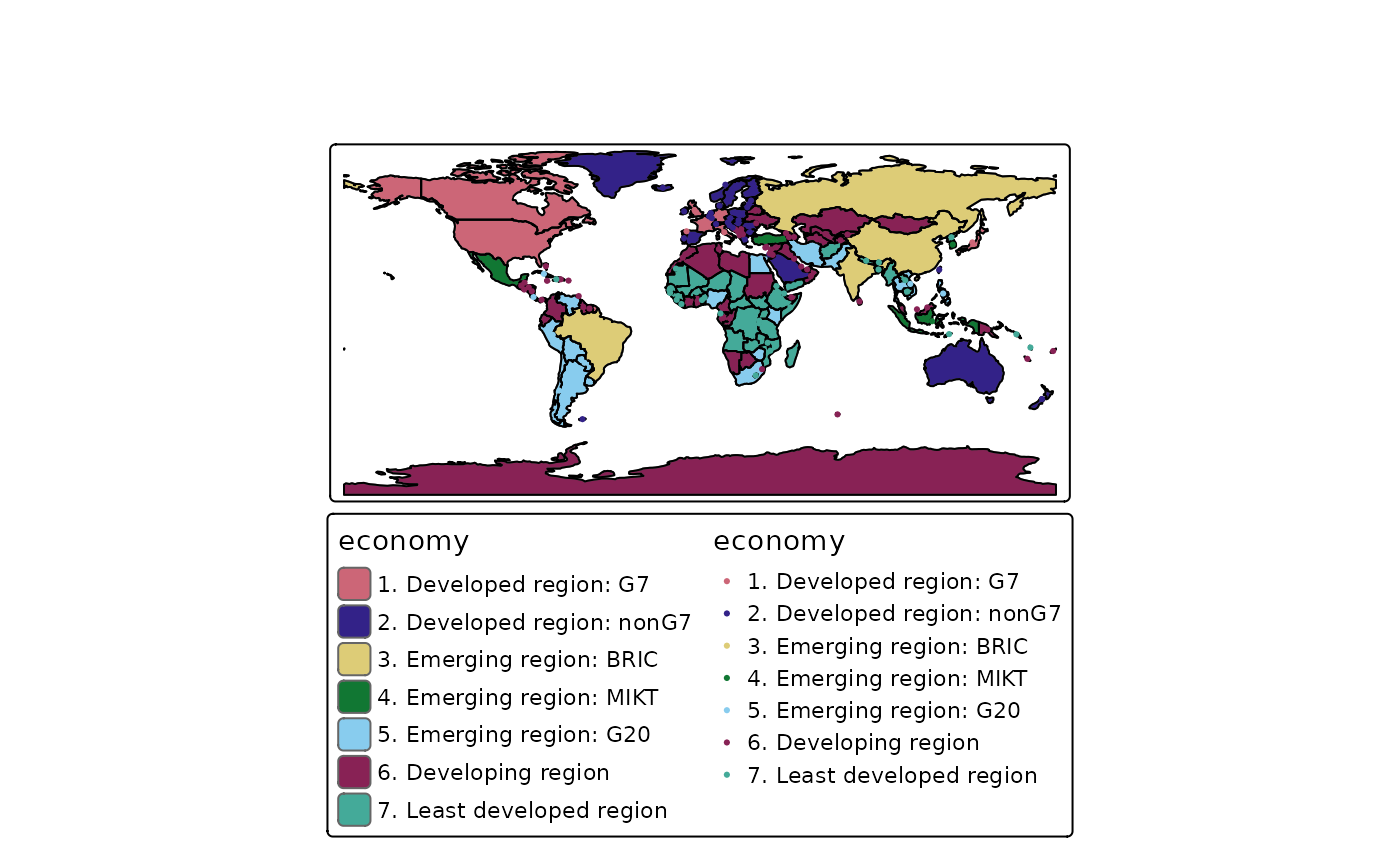 economy
1. Developed region: G7
2. Developed region: nonG7
3. Emerging region: BRIC
4. Emerging region: MIKT
5. Emerging region: G20
6. Developing region
7. Least developed region
economy
1. Developed region: G7
2. Developed region: nonG7
3. Emerging region: BRIC
4. Emerging region: MIKT
5. Emerging region: G20
6. Developing region
7. Least developed region